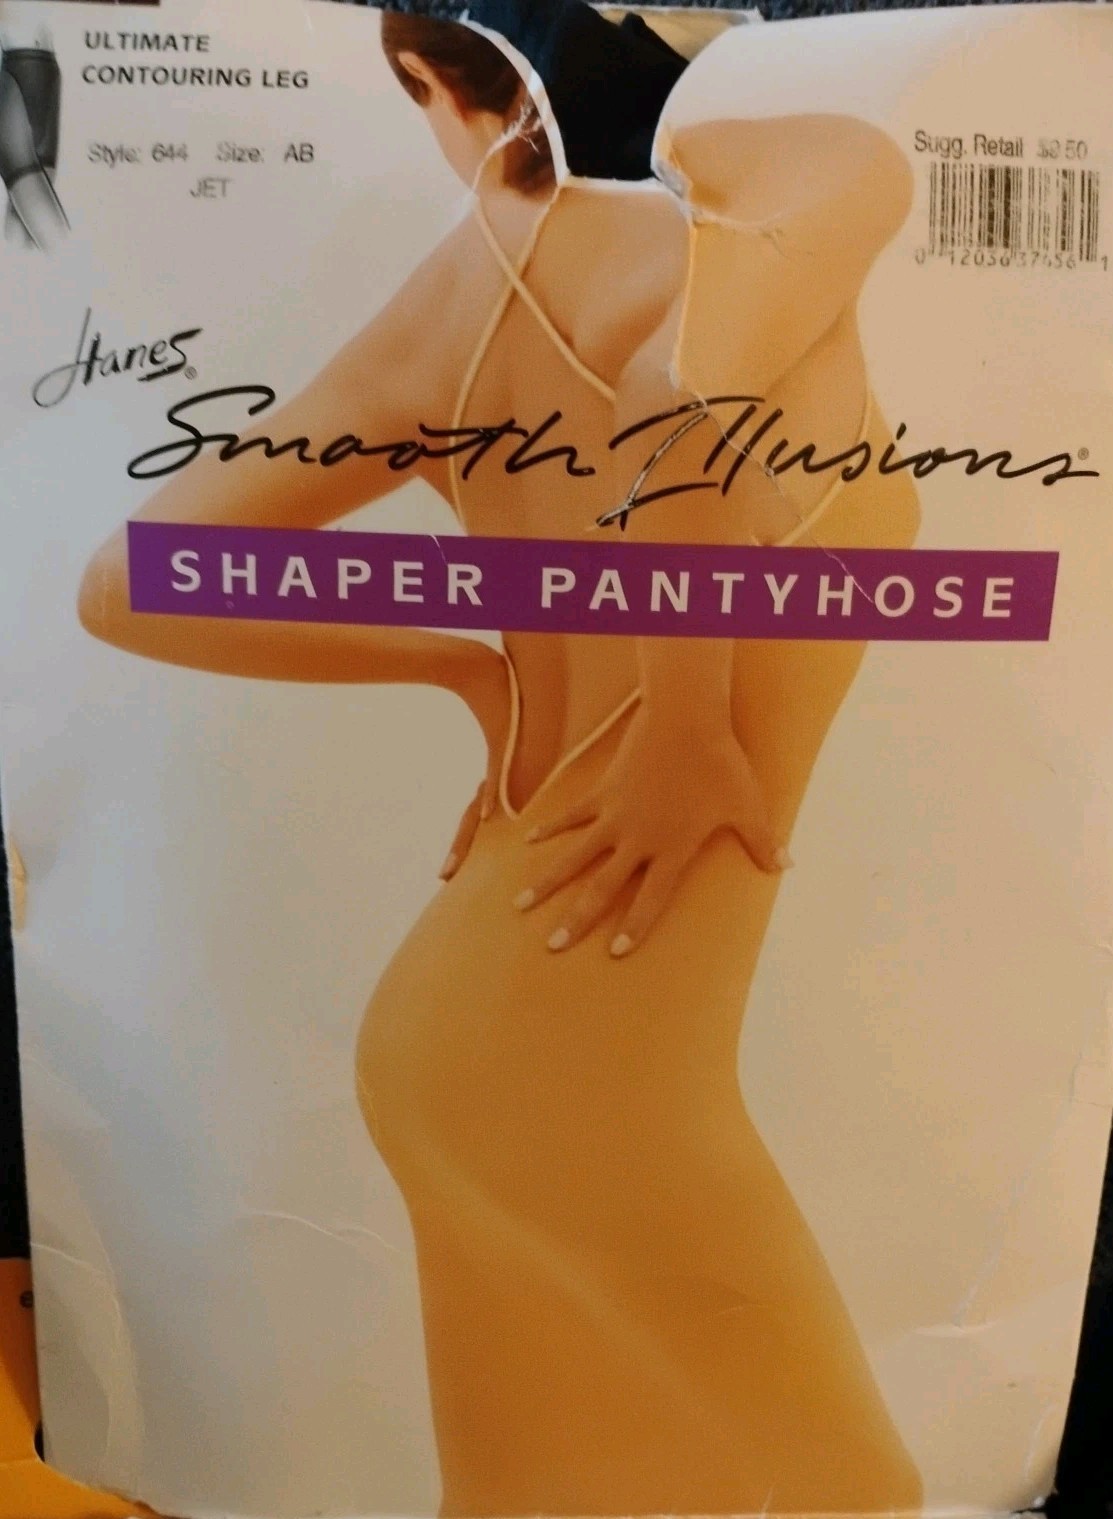 ULTIMATE
CONTOURING LEG
Style: 644 Size: AB
JET
Sugg. Retail
Hanes®
Smooth Illusions®
SHAPER PANTYHOSE